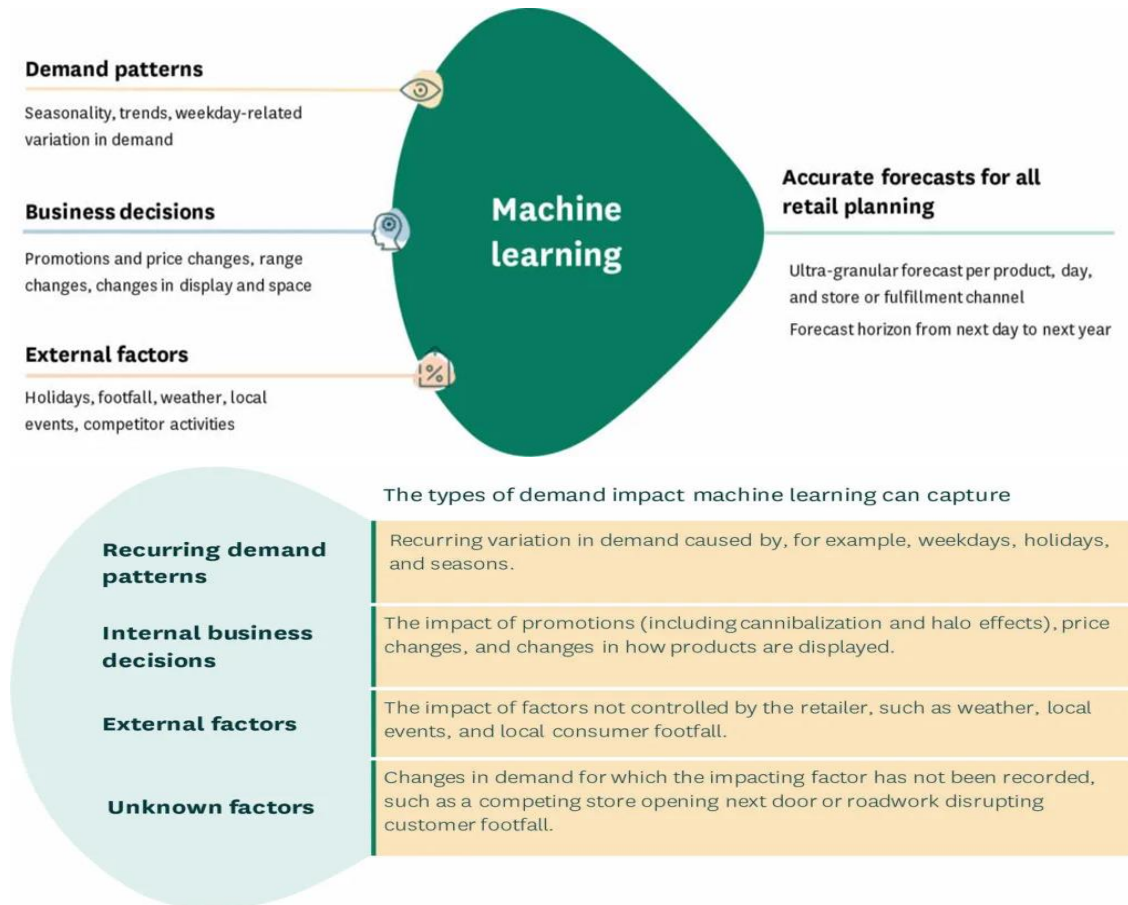 Demand patterns
Seasonality, trends, weekday-related
variation in demand
Business decisions
Promotions and price changes, range
changes, changes in display and space
External factors
Holidays, footfall, weather, local
events, competitor activities
Machine
learning
%
Accurate forecasts for all
retail planning
Ultra-granular forecast per product, day,
and store or fulfillment channel
Forecast horizon from next day to next year
The types of demand impact machine learning can capture
Recurring demand
patterns
Recurring variation in demand caused by, for example, weekdays, holidays,
and seasons.
Internal business
decisions
The impact of promotions (including cannibalization and halo effects), price
changes, and changes in how products are displayed.
External factors
The impact of factors not controlled by the retailer, such as weather, local
events, and local consumer footfall.
Unknown factors
Changes in demand for which the impacting factor has not been recorded,
such as a competing store opening next door or roadwork disrupting
customer footfall.